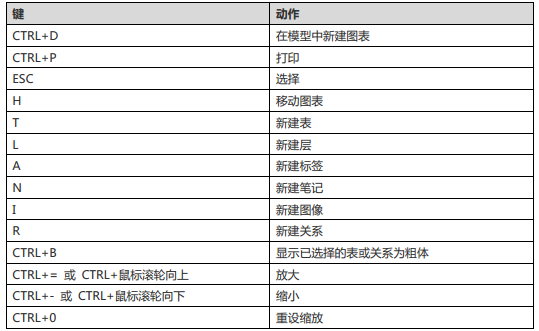 键 动作
CTRL+D 在模型中新建图表
CTRL+P 打印
ESC 选择
H 移动图表
T 新建表
L 新建层
A 新建标签
N 新建笔记
I 新建图像
R 新建关系
CTRL+B 显示已选择的表或关系为粗体
CTRL+= 或 CTRL+鼠标滚轮向上 放大
CTRL+- 或 CTRL+鼠标滚轮向下 缩小
CTRL+0 重设缩放